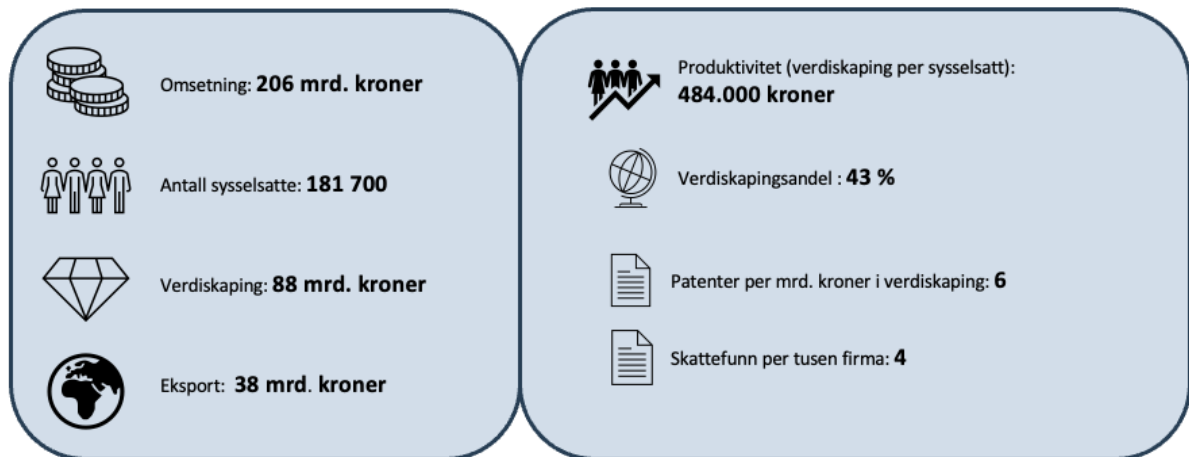 Omsetning: 206 mrd. kroner
Antall sysselsatte: 181 700
Verdiskaping: 88 mrd. kroner
Eksport: 38 mrd. kroner
Produktivitet (verdiskaping per sysselsatt):
484.000 kroner
Verdiskapingsandel : 43 %
Patenter per mrd. kroner i verdiskaping: 6
Skattefunn per tusen firma: 4